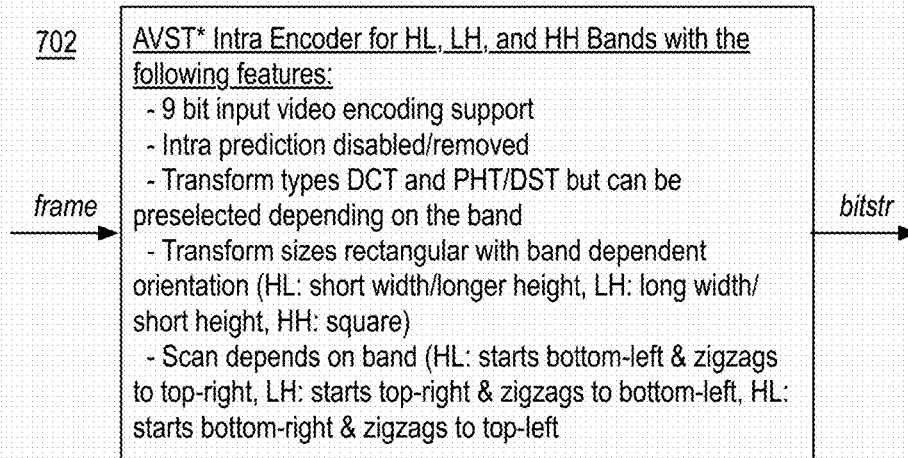 702
AVST* Intra Encoder for HL, LH, and HH Bands with the
following features:
- 9 bit input video encoding support
- Intra prediction disabled/removed
- Transform types DCT and PHT/DST but can be
preselected depending on the band
- Transform sizes rectangular with band dependent
orientation (HL: short width/longer height, LH: long width/
short height, HH: square)
- Scan depends on band (HL: starts bottom-left & zigzags
to top-right, LH: starts top-right & zigzags to bottom-left, HL:
starts bottom-right & zigzags to top-left
frame
bitstr